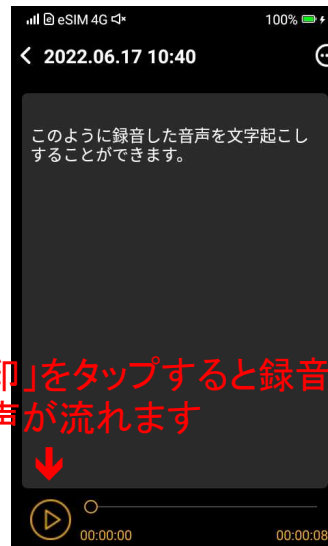 eSIM 4G 100%
2022.06.17 10:40
このように録音した音声を文字起こし
することができます。
印」をタップすると録音
声が流れます
00:00:00 00:00:08